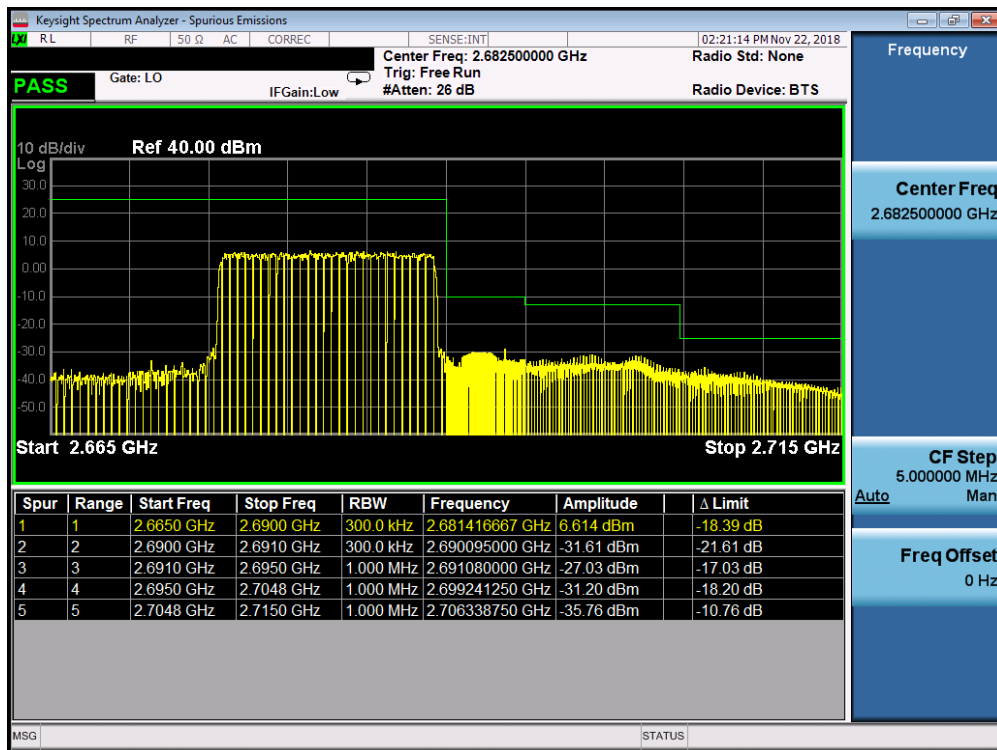 Keysight Spectrum Analyzer - Spurious Emissions
LXI RL RF 50 Ω AC CORREC SENSE:INT 02:21:14 PM Nov 22, 2018
Center Freq: 2.682500000 GHz Radio Std: None
PASS Gate: LO Trig: Free Run
IFGain:Low #Atten: 26 dB Radio Device: BTS
Frequency
10 dB/div Ref 40.00 dBm
Log
30.0
20.0
10.0
0.00
-10.0
-20.0
-30.0
-40.0
-50.0
Start 2.665 GHz Stop 2.715 GHz
Center Freq
2.682500000 GHz
CF Step
5.000000 MHz
Auto Man
Freq Offset
0 Hz
Spur Range Start Freq Stop Freq RBW Frequency Amplitude Δ Limit
1 1 2.6650 GHz 2.6900 GHz 300.0 kHz 2.681416667 GHz 6.614 dBm -18.39 dB
2 2 2.6900 GHz 2.6910 GHz 300.0 kHz 2.690095000 GHz -31.61 dBm -21.61 dB
3 3 2.6910 GHz 2.6950 GHz 1.000 MHz 2.691080000 GHz -27.03 dBm -17.03 dB
4 4 2.6950 GHz 2.7048 GHz 1.000 MHz 2.699241250 GHz -31.20 dBm -18.20 dB
5 5 2.7048 GHz 2.7150 GHz 1.000 MHz 2.706338750 GHz -35.76 dBm -10.76 dB
MSG STATUS